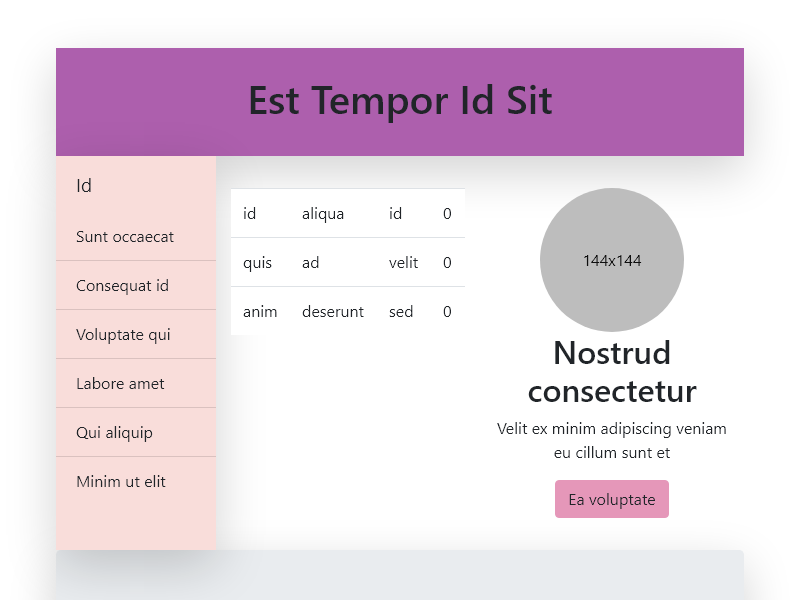 Est Tempor Id Sit
Id
Sunt occaecat
Consequat id
Voluptate qui
Labore amet
Qui aliquip
Minim ut elit
id aliqua id 0
quis ad velit 0
anim deserunt sed 0
144x144
Nostrud
consectetur
Velit ex minim adipiscing veniam
eu cillum sunt et
Ea voluptate